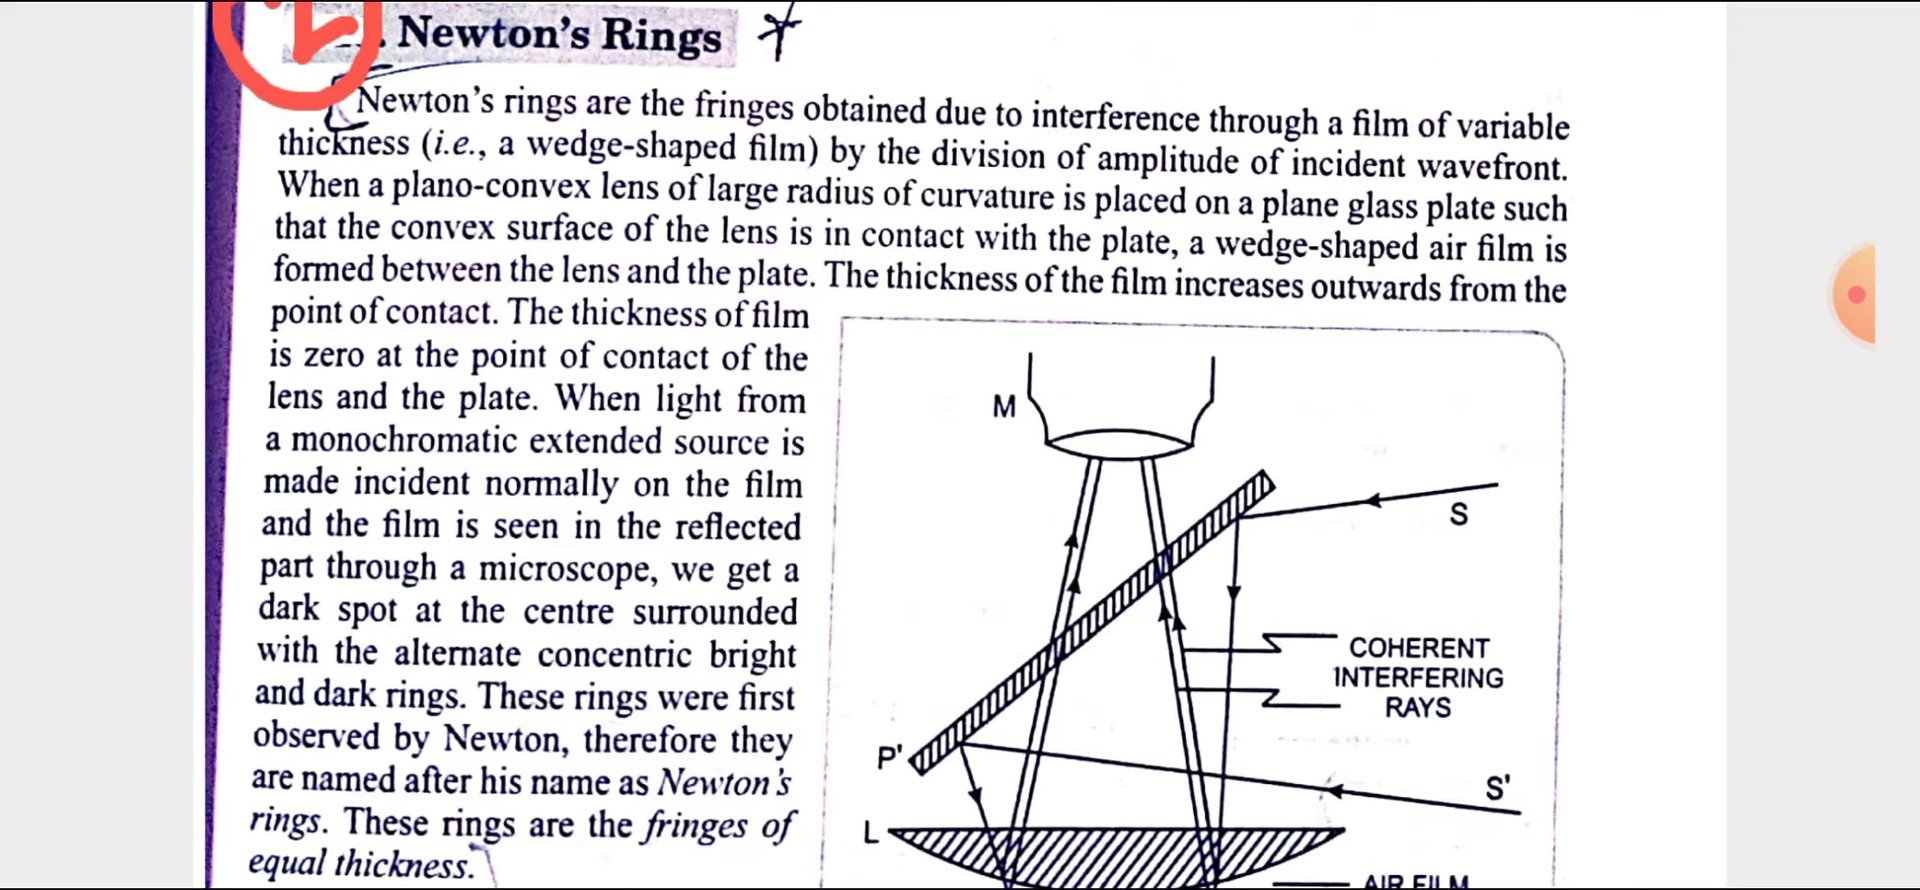 Newton's Rings
Newton's rings are the fringes obtained due to interference through a film of variable
thickness (i.e., a wedge-shaped film) by the division of amplitude of incident wavefront.
When a plano-convex lens of large radius of curvature is placed on a plane glass plate such
that the convex surface of the lens is in contact with the plate, a wedge-shaped air film is
formed between the lens and the plate. The thickness of the film increases outwards from the
point of contact. The thickness of film
is zero at the point of contact of the
lens and the plate. When light from
a monochromatic extended source is
made incident normally on the film
and the film is seen in the reflected
part through a microscope, we get a
dark spot at the centre surrounded
with the alternate concentric bright
and dark rings. These rings were first
observed by Newton, therefore they
are named after his name as Newton's
rings. These rings are the fringes of
equal thickness.
M
S
COHERENT
INTERFERING
RAYS
P'
S'
L
AIR FILM